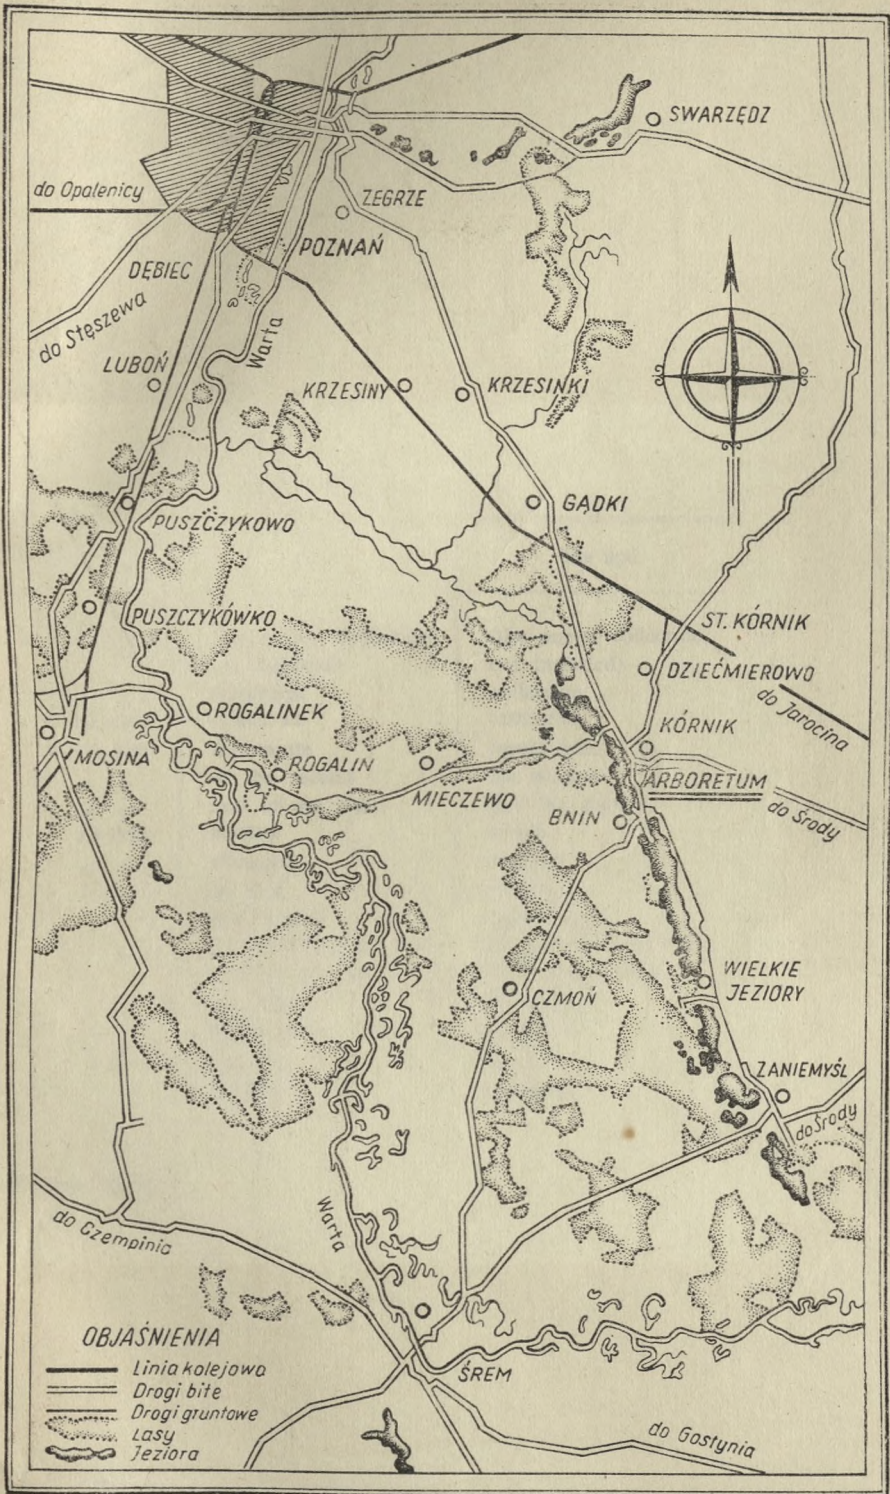 SWARZĘDZ
do Opalenicy
ŻEGRZE
POZNAŃ
DĘBIEC
do Stęszewa
Warta
LUBOŃ
KRZESINY
KRZESINKI
GĄDKI
PUSZCZYKOWO
PUSZCZYKÓWKO
ST. KÓRNIK
DZIEĆMIEROWO
do Jarocina
ROGALINEK
KÓRNIK
MOSINA
ROGALIN
MIECZEWO
ARBORETUM
do Środy
BNIN
WIELKIE
JEZIORY
CZMOŃ
ZANIEMYŚL
do Środy
Warta
do Czempinia
OBJAŚNIENIA
Linia kolejowa
Drogi bite
Drogi gruntowe
Lasy
Jeziora
ŚREM
do Gostynia